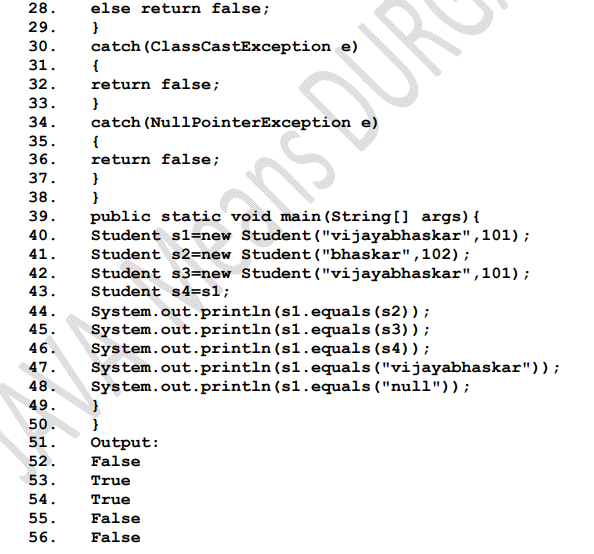 28. else return false;
29. }
30. catch(ClassCastException e)
31. {
32. return false;
33. }
34. catch(NullPointerException e)
35. {
36. return false;
37. }
38. }
39. public static void main(String[] args){
40. Student s1=new Student("vijayabhaskar",101);
41. Student s2=new Student("bhaskar",102);
42. Student s3=new Student("vijayabhaskar",101);
43. Student s4=s1;
44. System.out.println(s1.equals(s2));
45. System.out.println(s1.equals(s3));
46. System.out.println(s1.equals(s4));
47. System.out.println(s1.equals("vijayabhaskar"));
48. System.out.println(s1.equals("null"));
49. }
50. }
51. Output:
52. False
53. True
54. True
55. False
56. False
JAVA Means DURG